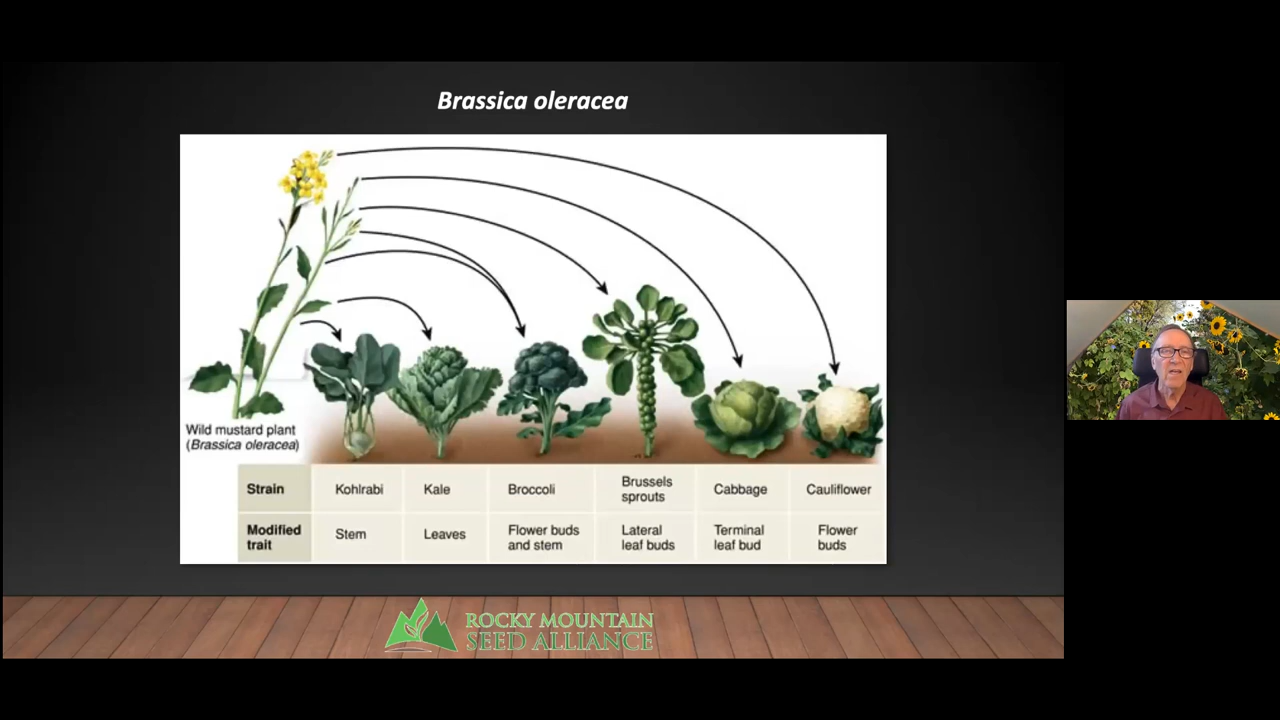 Brassica oleracea
Wild mustard plant
(Brassica oleracea)
Strain
Kohlrabi
Kale
Broccoli
Brussels
sprouts
Cabbage
Cauliflower
Modified
trait
Stem
Leaves
Flower buds
and stem
Lateral
leaf buds
Terminal
leaf bud
Flower
buds
ROCKY MOUNTAIN
SEED ALLIANCE